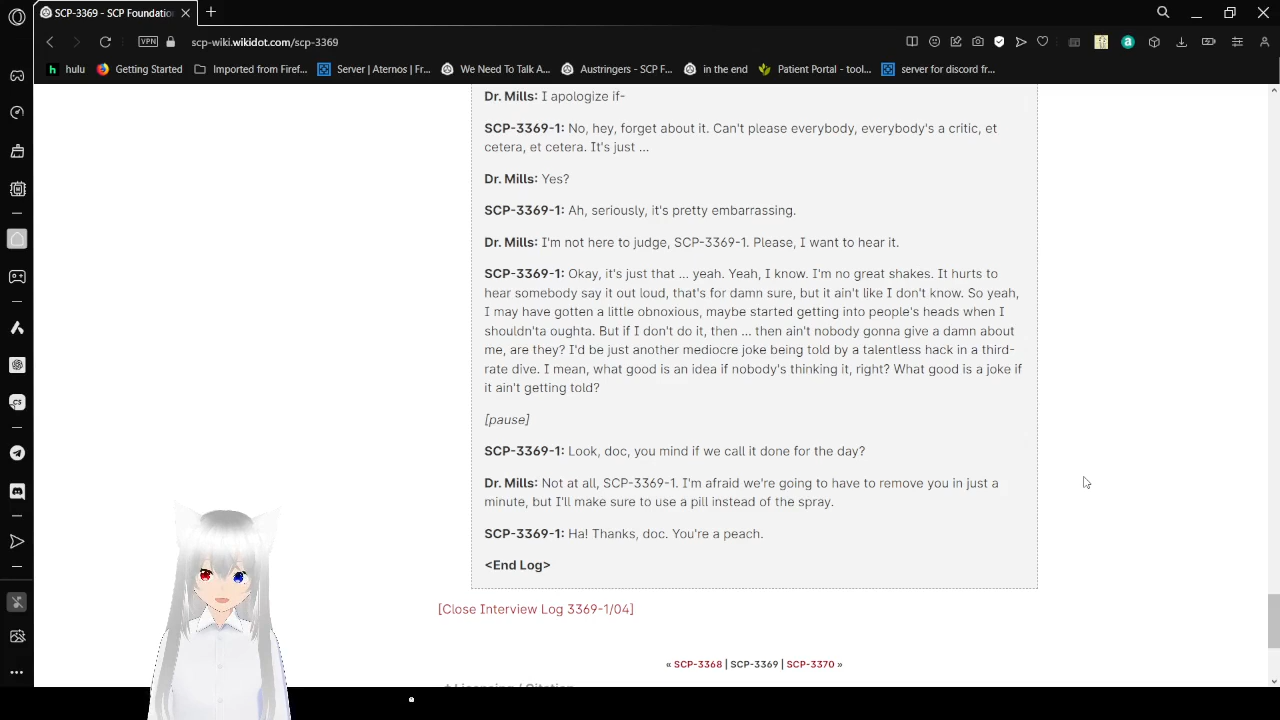 SCP-3369 - SCP Foundation
scp-wiki.wikidot.com/scp-3369
VPN
hulu
Getting Started
Imported from Firef...
Server | Aternos | Fr...
We Need To Talk A...
Austringers - SCP F...
in the end
Patient Portal - tool...
server for discord fr...
Dr. Mills: I apologize if-
SCP-3369-1: No, hey, forget about it. Can't please everybody, everybody's a critic, et
cetera, et cetera. It's just ...
Dr. Mills: Yes?
SCP-3369-1: Ah, seriously, it's pretty embarrassing.
Dr. Mills: I'm not here to judge, SCP-3369-1. Please, I want to hear it.
SCP-3369-1: Okay, it's just that ... yeah. Yeah, I know. I'm no great shakes. It hurts to
hear somebody say it out loud, that's for damn sure, but it ain't like I don't know. So yeah,
I may have gotten a little obnoxious, maybe started getting into people's heads when I
shouldn'ta oughta. But if I don't do it, then ... then ain't nobody gonna give a damn about
me, are they? I'd be just another mediocre joke being told by a talentless hack in a third-
rate dive. I mean, what good is an idea if nobody's thinking it, right? What good is a joke if
it ain't getting told?
[pause]
SCP-3369-1: Look, doc, you mind if we call it done for the day?
Dr. Mills: Not at all, SCP-3369-1. I'm afraid we're going to have to remove you in just a
minute, but I'll make sure to use a pill instead of the spray.
SCP-3369-1: Ha! Thanks, doc. You're a peach.
<End Log>
[Close Interview Log 3369-1/04]
« SCP-3368 | SCP-3369 | SCP-3370 »
Licensing / Citation